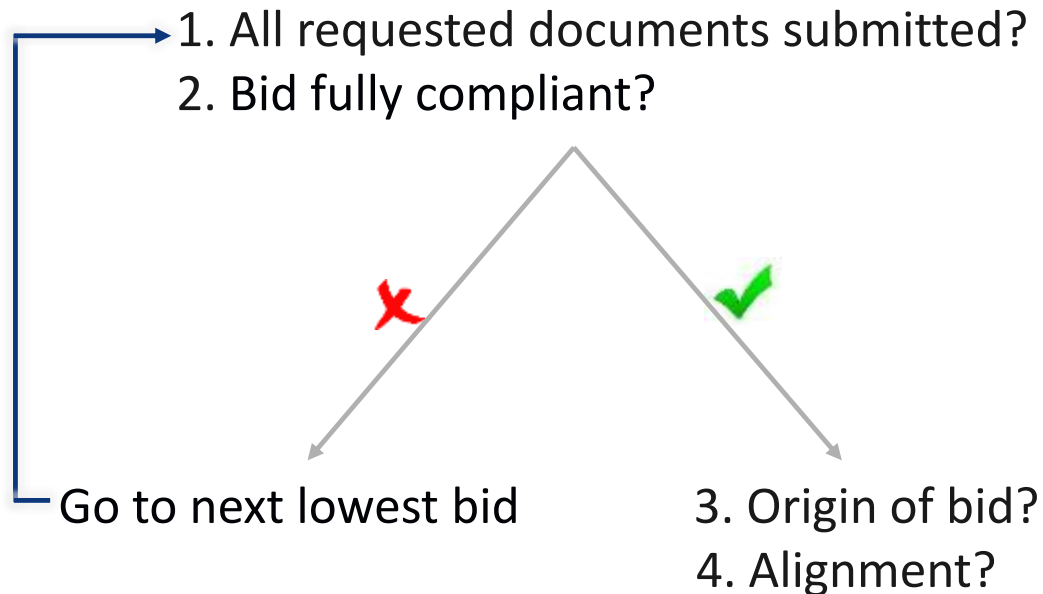 1. All requested documents submitted?
2. Bid fully compliant?
Go to next lowest bid
3. Origin of bid?
4. Alignment?